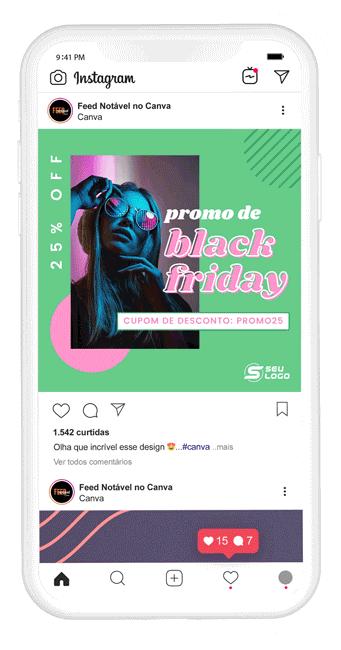 9:41 PM
Instagram
Feed Notável no Canva
Canva
25% OFF
promo de
black
friday
CUPOM DE DESCONTO: PROMO25
SEU
LOGO
1.542 curtidas
Olha que incrível esse design 😍...#canva ..mais
Ver todos comentários
Feed Notável no Canva
Canva
15 7